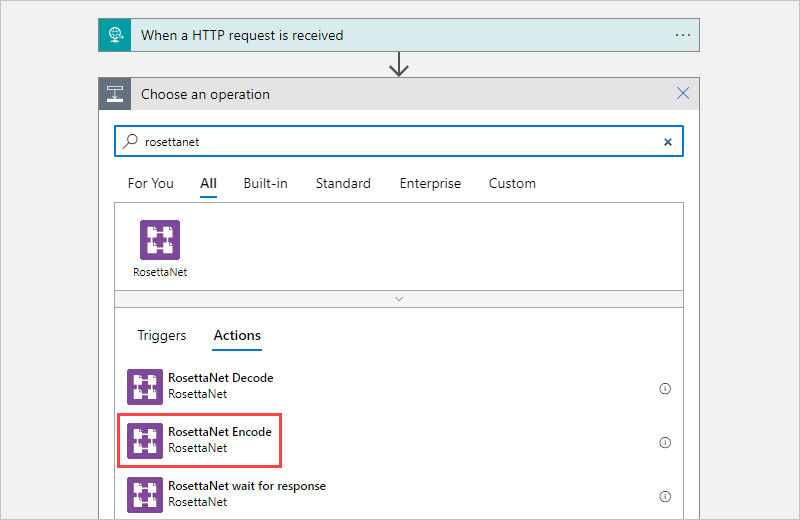 When a HTTP request is received
Choose an operation
rosettanet
For You All Built-in Standard Enterprise Custom
RosettaNet
Triggers Actions
RosettaNet Decode
RosettaNet
RosettaNet Encode
RosettaNet
RosettaNet wait for response
RosettaNet